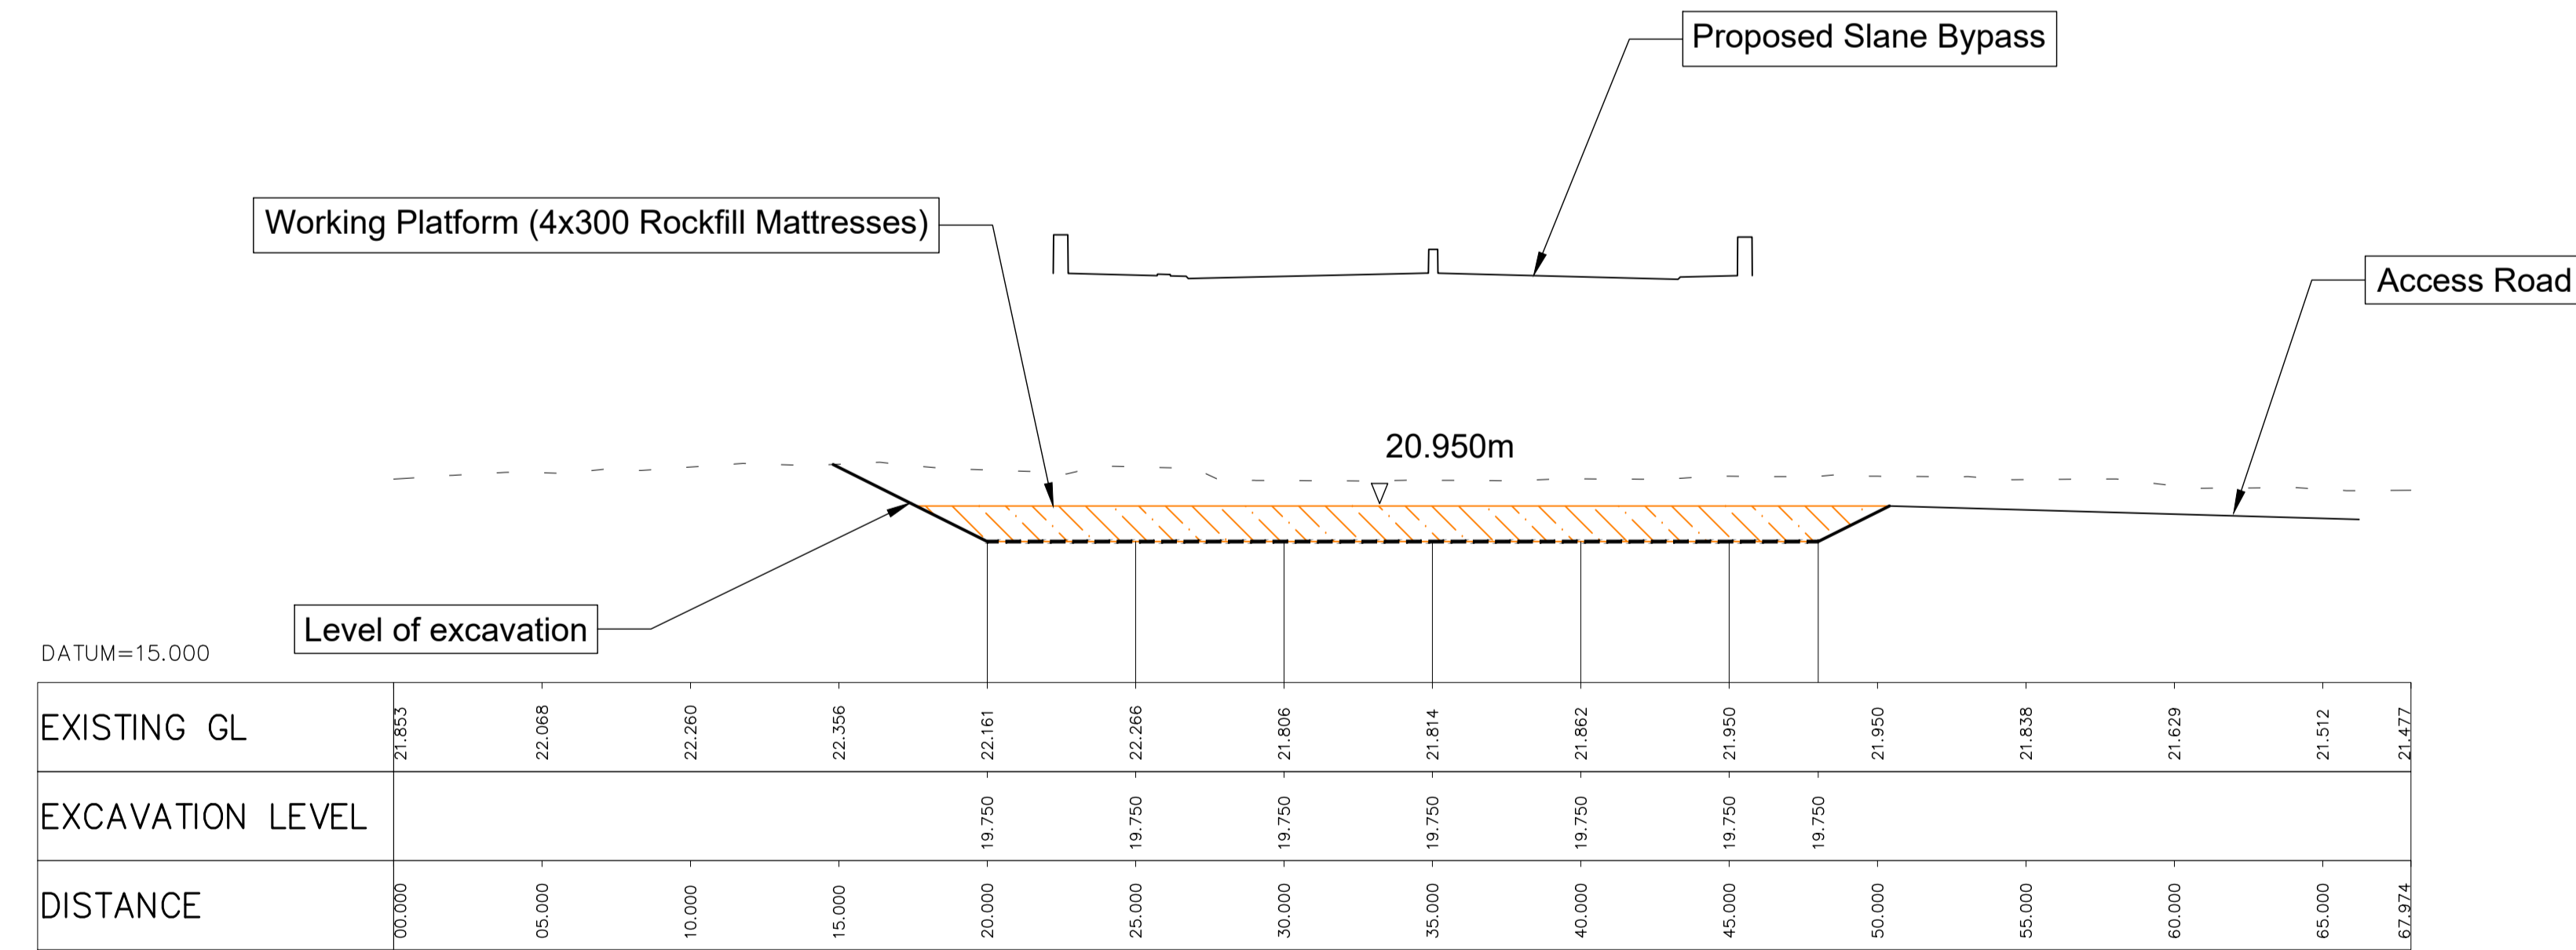 Proposed Slane Bypass
Working Platform (4x300 Rockfill Mattresses)
Access Road
20.950m
Level of excavation
DATUM=15.000
EXISTING GL 21.853 22.068 22.260 22.356 22.161 22.266 21.806 21.814 21.862 21.950 21.950 21.838 21.629 21.512 21.477
EXCAVATION LEVEL 19.750 19.750 19.750 19.750 19.750 19.750 19.750
DISTANCE 00.000 05.000 10.000 15.000 20.000 25.000 30.000 35.000 40.000 45.000 50.000 55.000 60.000 65.000 67.974